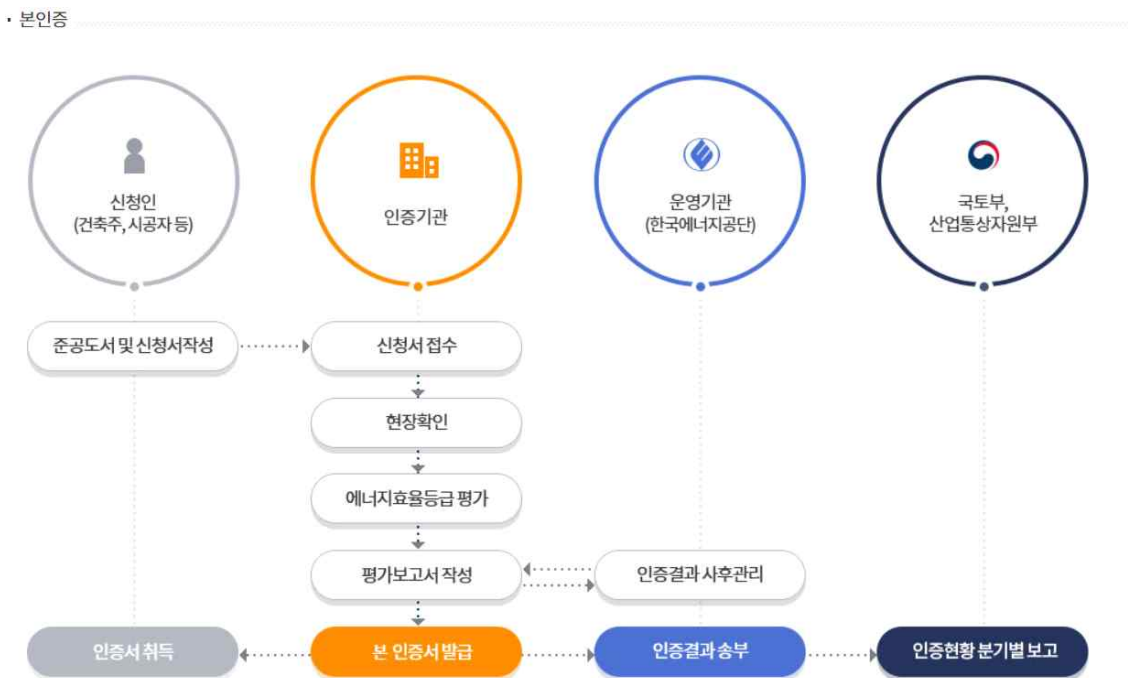 · 본인증
신청인
(건축주, 시공자 등)
인증기관
운영기관
(한국에너지공단)
국토부,
산업통상자원부
준공도서 및 신청서작성
신청서 접수
현장확인
에너지효율등급 평가
평가보고서 작성
인증결과 사후관리
인증서 취득
본 인증서 발급
인증결과 송부
인증현황 분기별 보고